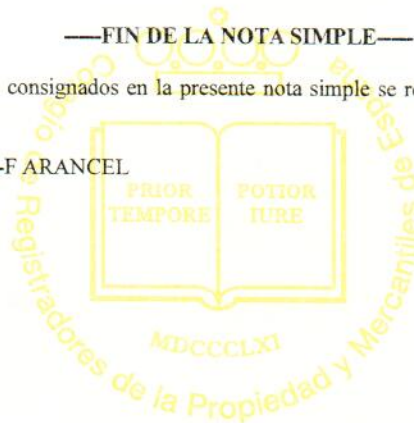 -----FIN DE LA NOTA SIMPLE-----
consignados en la presente nota simple se
-F ARANCEL
PRIOR TEMPORE
POTIOR IURE
MDCCCLXI
Colegio de Registradores de la Propiedad y Mercantiles de España